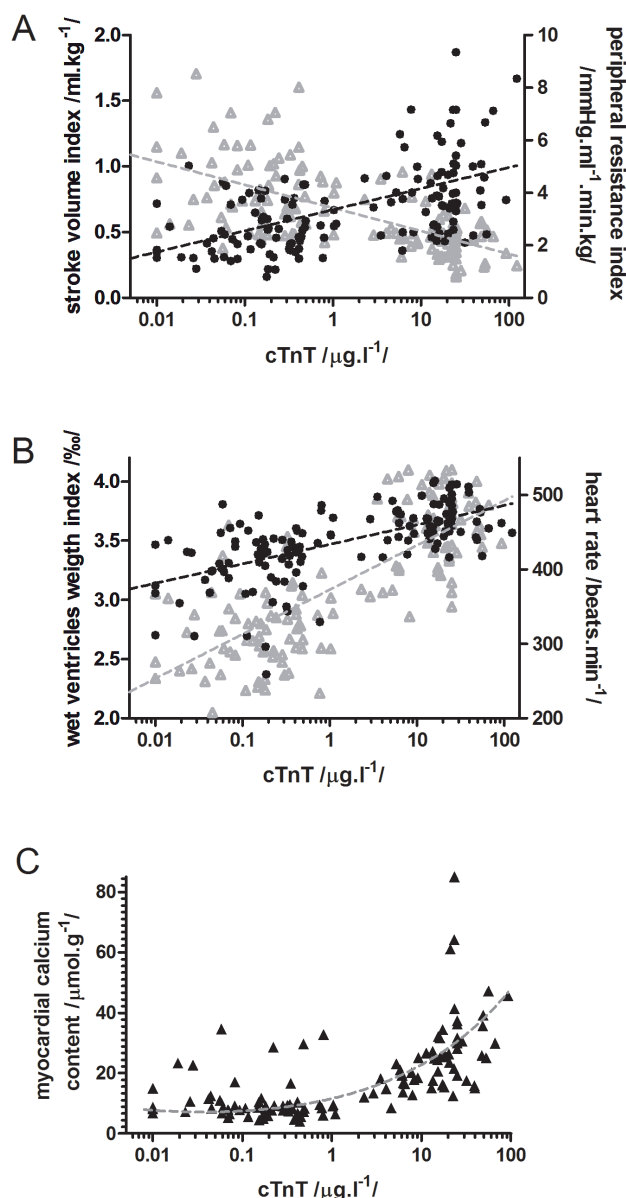 A
stroke volume index /ml.kg-1/
2.0
1.5
1.0
0.5
0.0
10
8
6
4
2
0
peripheral resistance index
/mmHg.ml-1.min.kg/
0.01 0.1 1 10 100
cTnT /μg.l-1/
B
wet ventricles weigth index /‰/
4.0
3.5
3.0
2.5
2.0
500
400
300
200
heart rate /beats.min-1/
0.01 0.1 1 10 100
cTnT /μg.l-1/
C
myocardial calcium
content /μmol.g-1/
80
60
40
20
0
0.01 0.1 1 10 100
cTnT /μg.l-1/